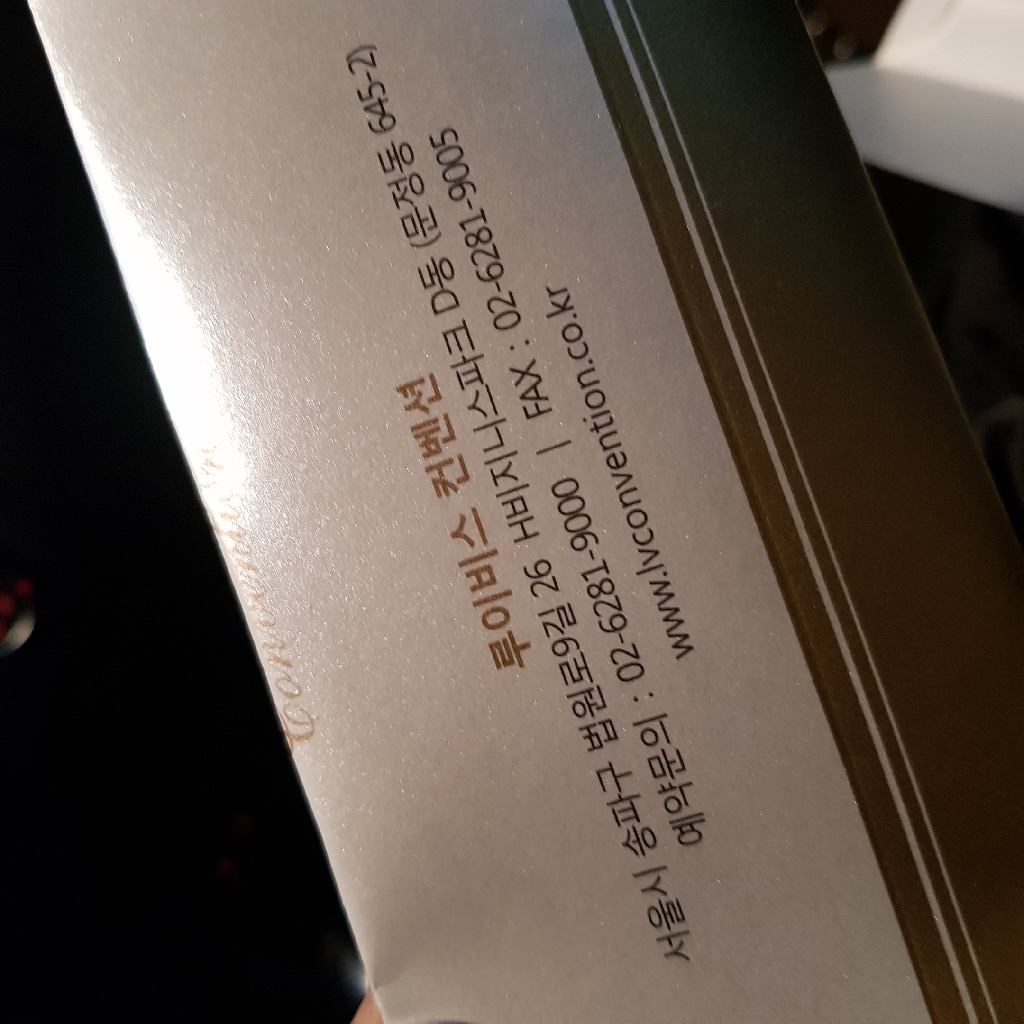 Convention
루이비스 컨벤션
서울시 송파구 법원로9길 26 H비지니스파크 D동 (문정동 645-2)
예약문의 : 02-6281-9000 | FAX : 02-6281-9005
www.lvconvention.co.kr